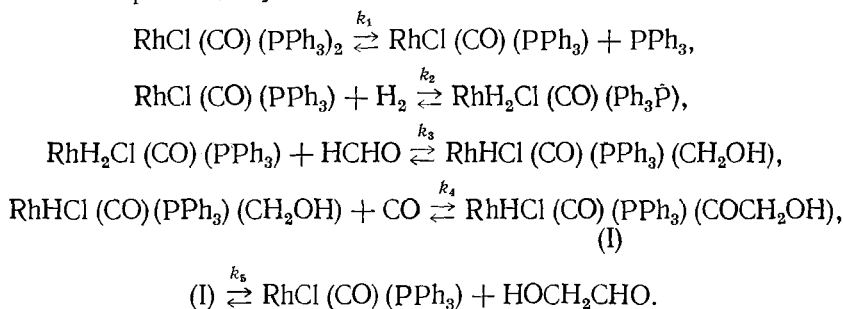 RhCl (CO) (PPh₃)₂ k₁ ⇄ RhCl (CO) (PPh₃) + PPh₃,
RhCl (CO) (PPh₃) + H₂ k₂ ⇄ RhH₂Cl (CO) (Ph₃P),
RhH₂Cl (CO) (PPh₃) + HCHO k₃ ⇄ RhHCl (CO) (PPh₃) (CH₂OH),
RhHCl (CO) (PPh₃) (CH₂OH) + CO k₄ ⇄ RhHCl (CO) (PPh₃) (COCH₂OH),
(I)
(I) k₅ ⇄ RhCl (CO) (PPh₃) + HOCH₂CHO.